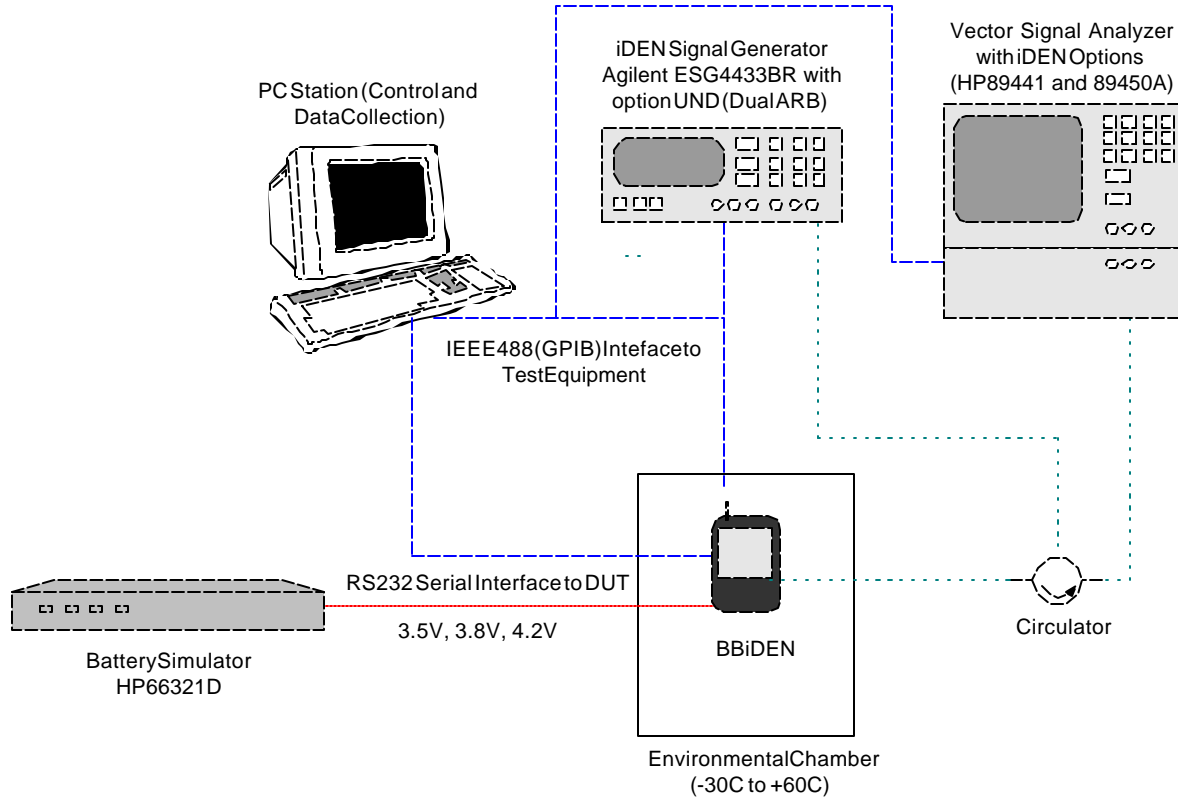 Vector Signal Analyzer
with iDEN Options
(HP89441 and 89450A)
iDEN Signal Generator
Agilent ESG4433BR with
option UND (Dual ARB)
PC Station (Control and
Data Collection)
IEEE488 (GPIB) Inteface to
Test Equipment
RS232 Serial Interface to DUT
3.5V, 3.8V, 4.2V
Battery Simulator
HP66321D
BBiDEN
Circulator
Environmental Chamber
(-30C to +60C)